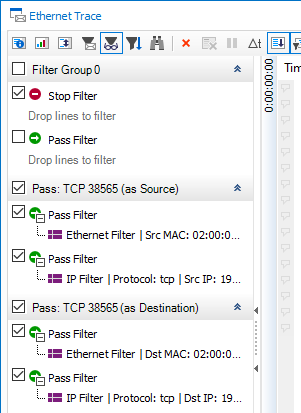 Ethernet Trace
Δt
Filter Group 0
Stop Filter
Drop lines to filter
Pass Filter
Drop lines to filter
Pass: TCP 38565 (as Source)
Pass Filter
Ethernet Filter | Src MAC: 02:00:0...
Pass Filter
IP Filter | Protocol: tcp | Src IP: 19...
Pass: TCP 38565 (as Destination)
Pass Filter
Ethernet Filter | Dst MAC: 02:00:0...
Pass Filter
IP Filter | Protocol: tcp | Dst IP: 19...
0:00:00:00
Tim